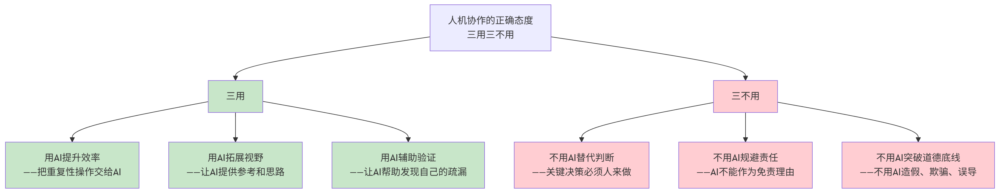 人机协作的正确态度
三用三不用
三用
三不用
用AI提升效率
——把重复性操作交给AI
用AI拓展视野
——让AI提供参考和思路
用AI辅助验证
——让AI帮助发现自己的疏漏
不用AI替代判断
——关键决策必须人来做
不用AI规避责任
——AI不能作为免责理由
不用AI突破道德底线
——不用AI造假、欺骗、误导